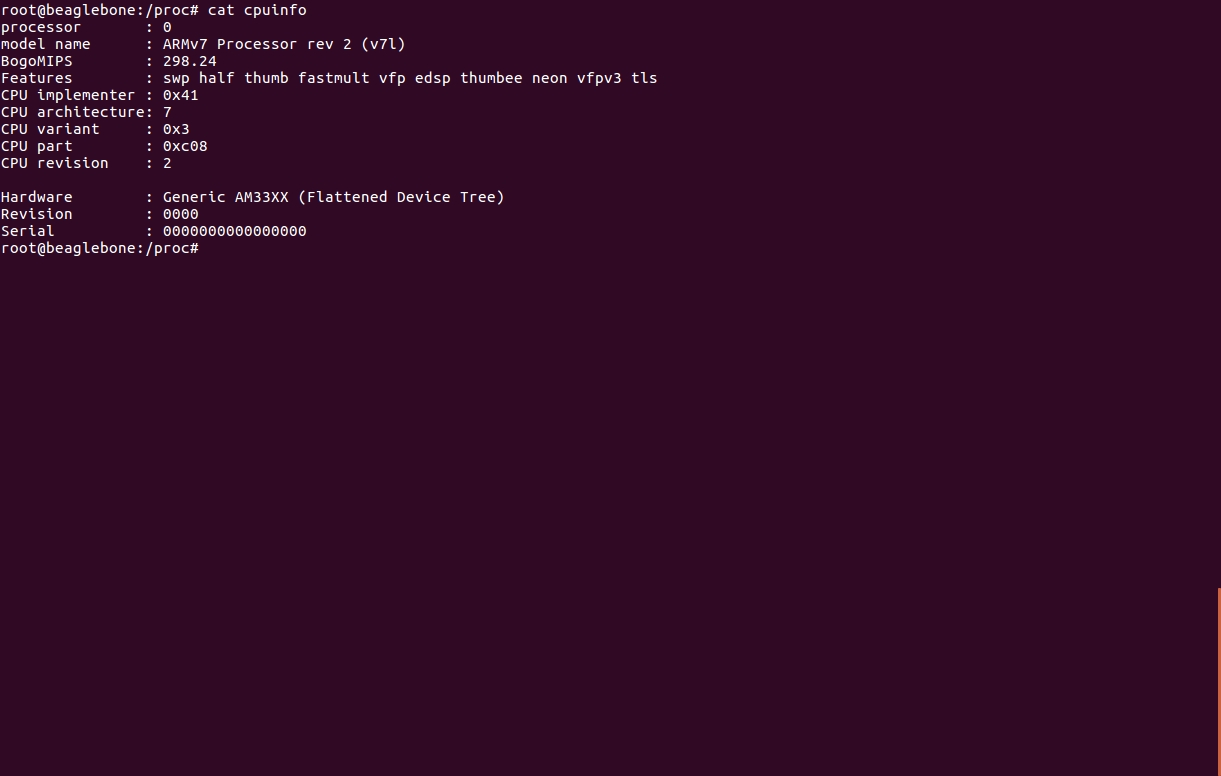 root@beaglebone:/proc# cat cpuinfo
processor       : 0
model name      : ARMv7 Processor rev 2 (v7l)
BogoMIPS        : 298.24
Features        : swp half thumb fastmult vfp edsp thumbee neon vfpv3 tls
CPU implementer : 0x41
CPU architecture: 7
CPU variant     : 0x3
CPU part        : 0xc08
CPU revision    : 2

Hardware        : Generic AM33XX (Flattened Device Tree)
Revision        : 0000
Serial          : 0000000000000000
root@beaglebone:/proc#